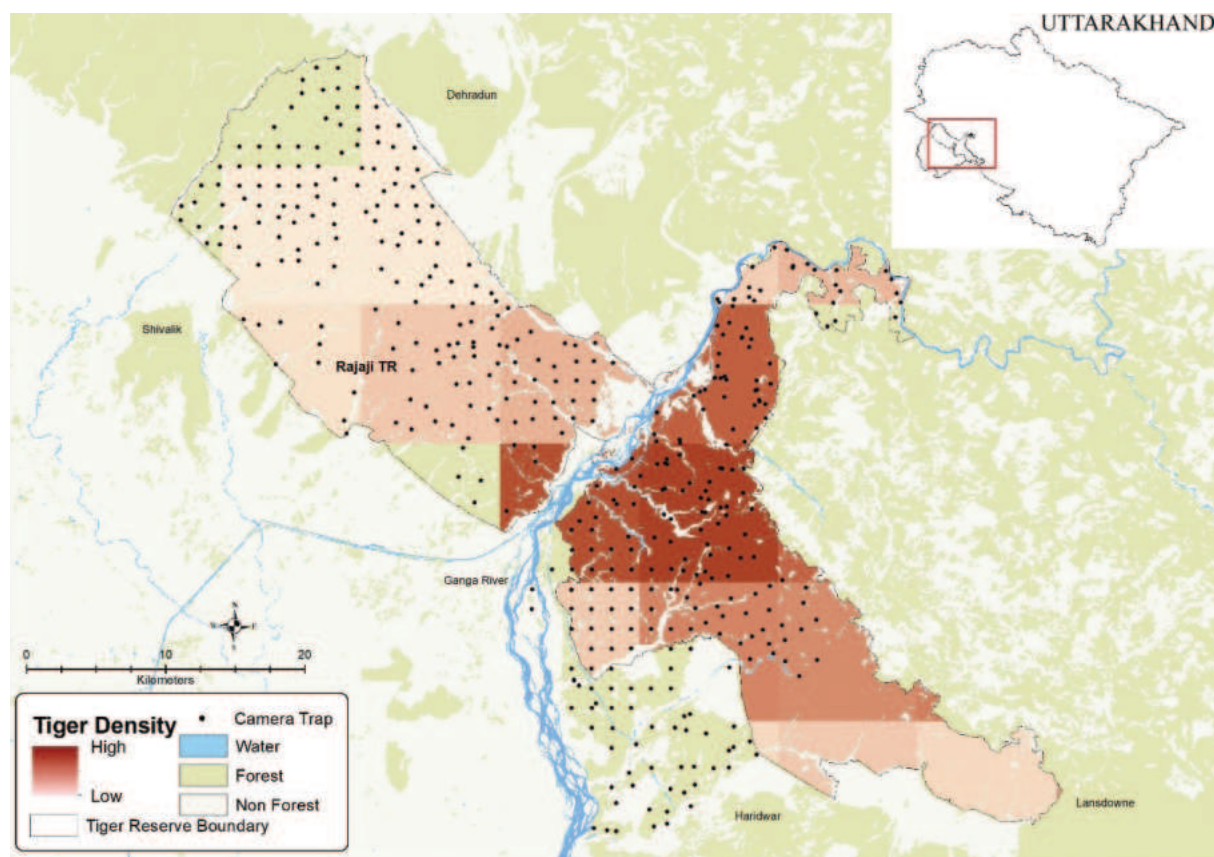 UTTARAKHAND
Dehradun
Shivalik
Rajaji TR
Ganga River
N
W E
S
0 10 20
Kilometers
Tiger Density
High
Low
Camera Trap
Water
Forest
Non Forest
Tiger Reserve Boundary
Haridwar
Lansdowne